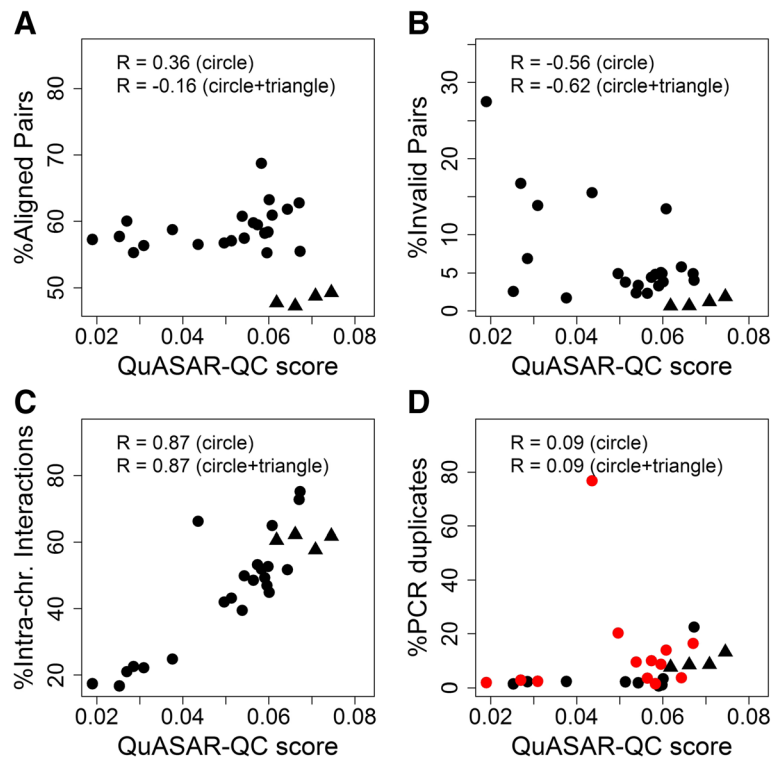 A
R = 0.36 (circle)
R = -0.16 (circle+triangle)
%Aligned Pairs
80
70
60
50
0.02 0.04 0.06 0.08
QuASAR-QC score
B
R = -0.56 (circle)
R = -0.62 (circle+triangle)
%Invalid Pairs
30
20
10
5
0
0.02 0.04 0.06 0.08
QuASAR-QC score
C
R = 0.87 (circle)
R = 0.87 (circle+triangle)
%Intra-chr. Interactions
80
60
40
20
0.02 0.04 0.06 0.08
QuASAR-QC score
D
R = 0.09 (circle)
R = 0.09 (circle+triangle)
%PCR duplicates
80
60
40
20
0
0.02 0.04 0.06 0.08
QuASAR-QC score